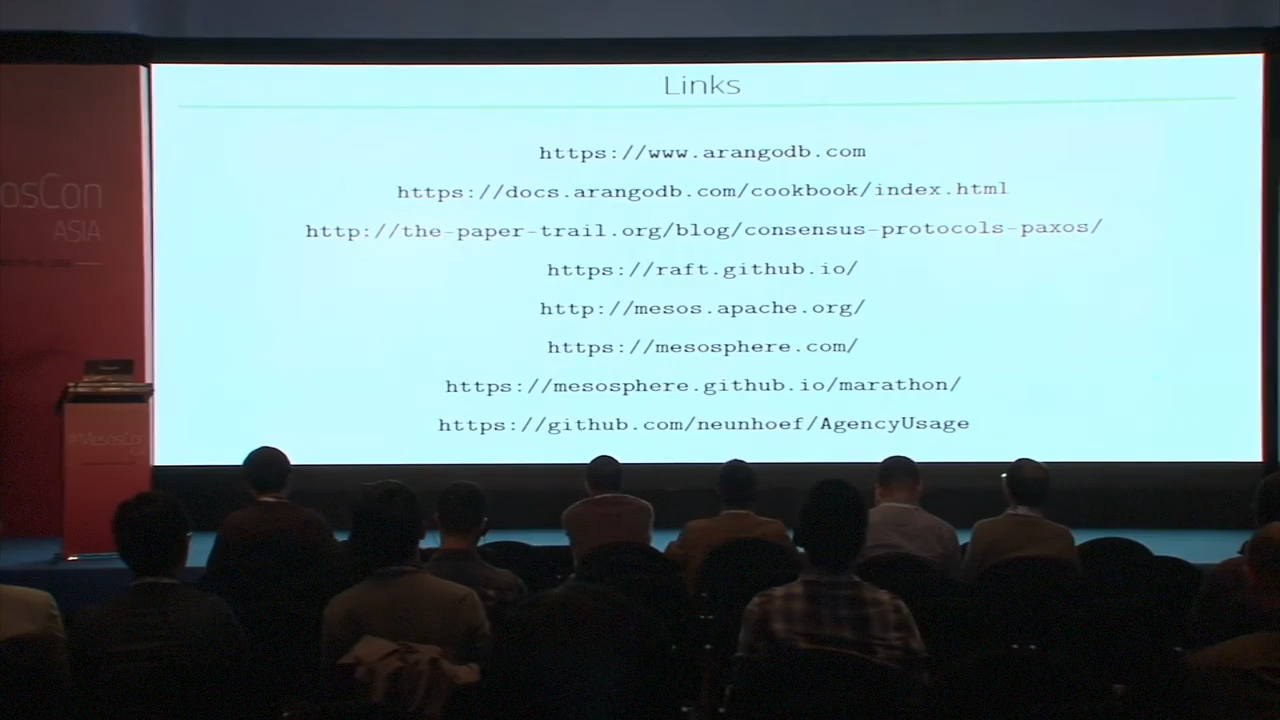 Links
https://www.arangodb.com
https://docs.arangodb.com/cookbook/index.html
http://the-paper-trail.org/blog/consensus-protocols-paxos/
https://raft.github.io/
http://mesos.apache.org/
https://mesosphere.com/
https://mesosphere.github.io/marathon/
https://github.com/neunhoef/AgencyUsage
osCon
ASIA
#MesosCon